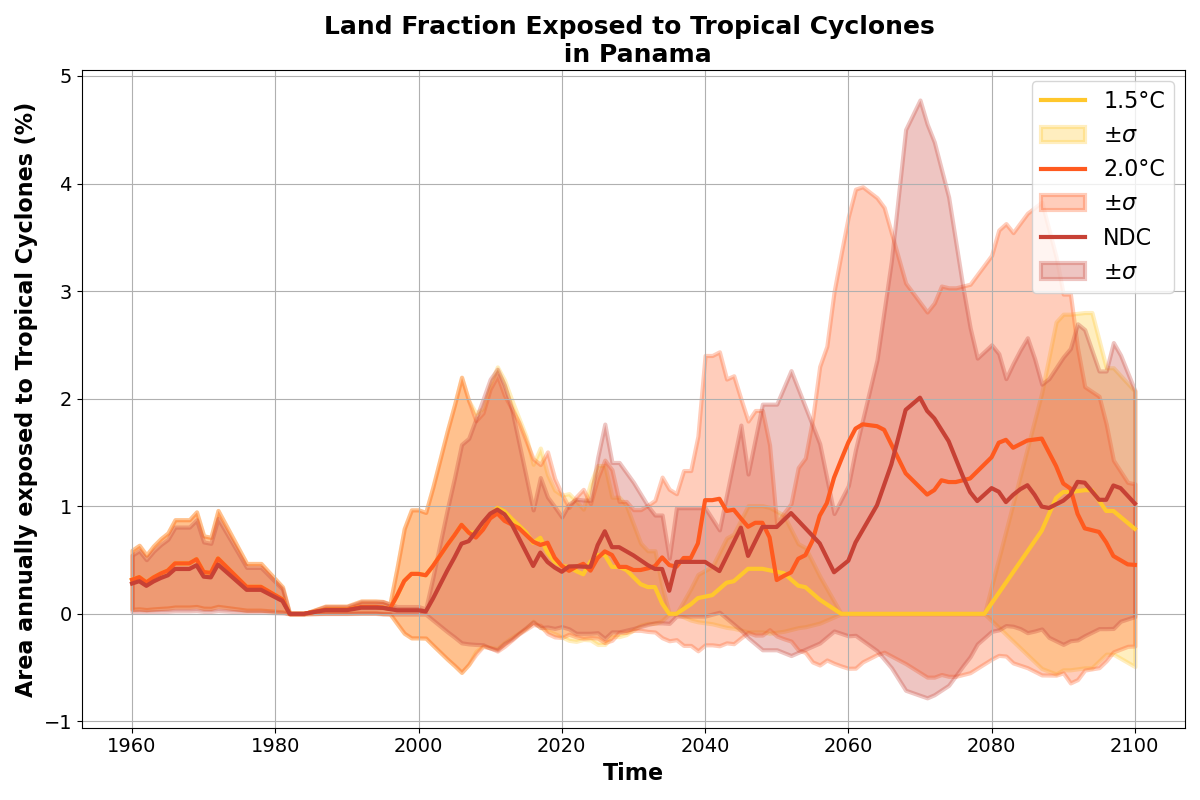 Land Fraction Exposed to Tropical Cyclones
in Panama
Area annually exposed to Tropical Cyclones (%)
5
4
3
2
1
0
−1
1960 1980 2000 2020 2040 2060 2080 2100
Time
1.5°C
±σ
2.0°C
±σ
NDC
±σ